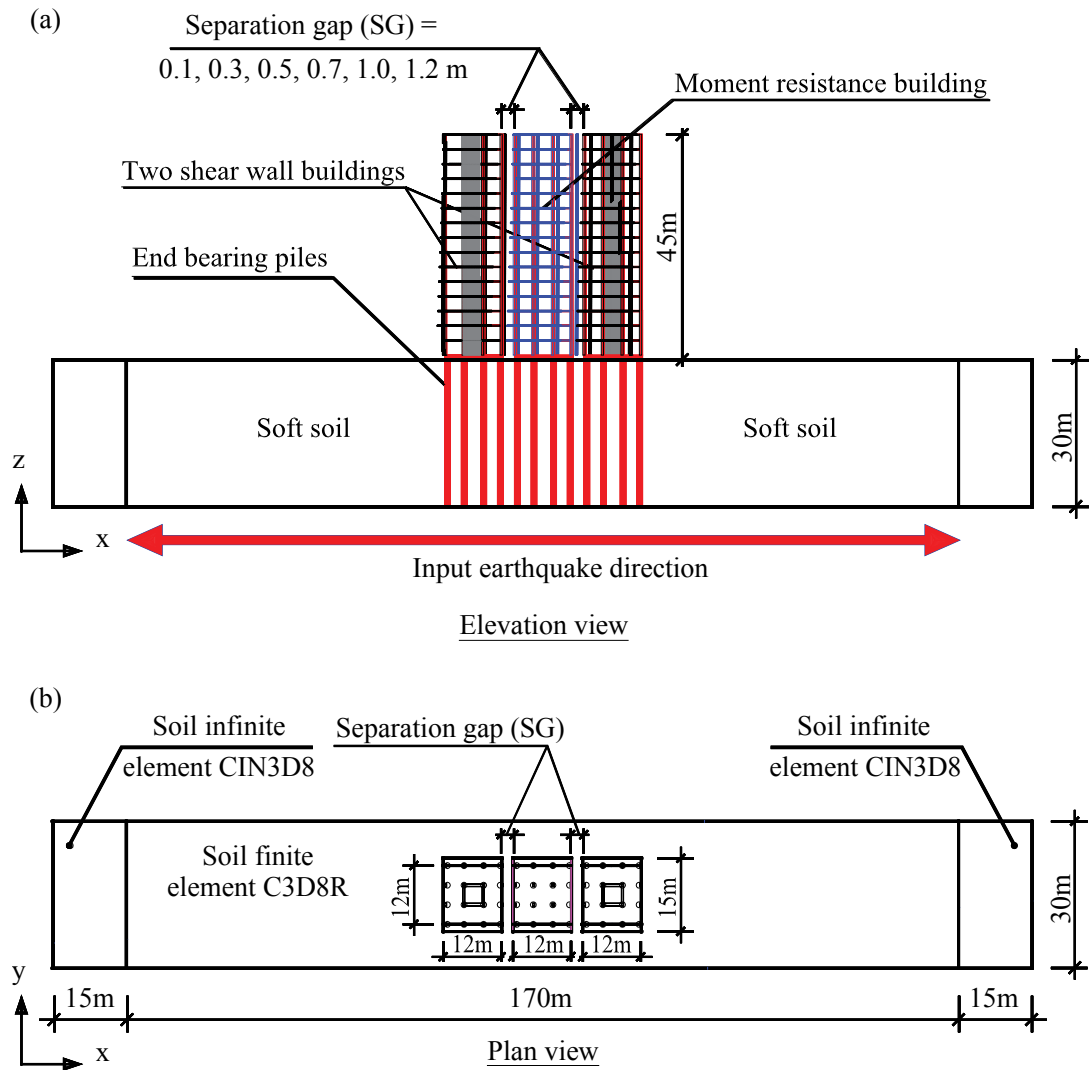 (a)
Separation gap (SG) =
0.1, 0.3, 0.5, 0.7, 1.0, 1.2 m
Moment resistance building
Two shear wall buildings
End bearing piles
45m
Soft soil
Soft soil
30m
z
x
Input earthquake direction
Elevation view
(b)
Soil infinite
element CIN3D8
Separation gap (SG)
Soil infinite
element CIN3D8
Soil finite
element C3D8R
12m
15m
30m
12m
12m
12m
y
x
15m
170m
15m
Plan view